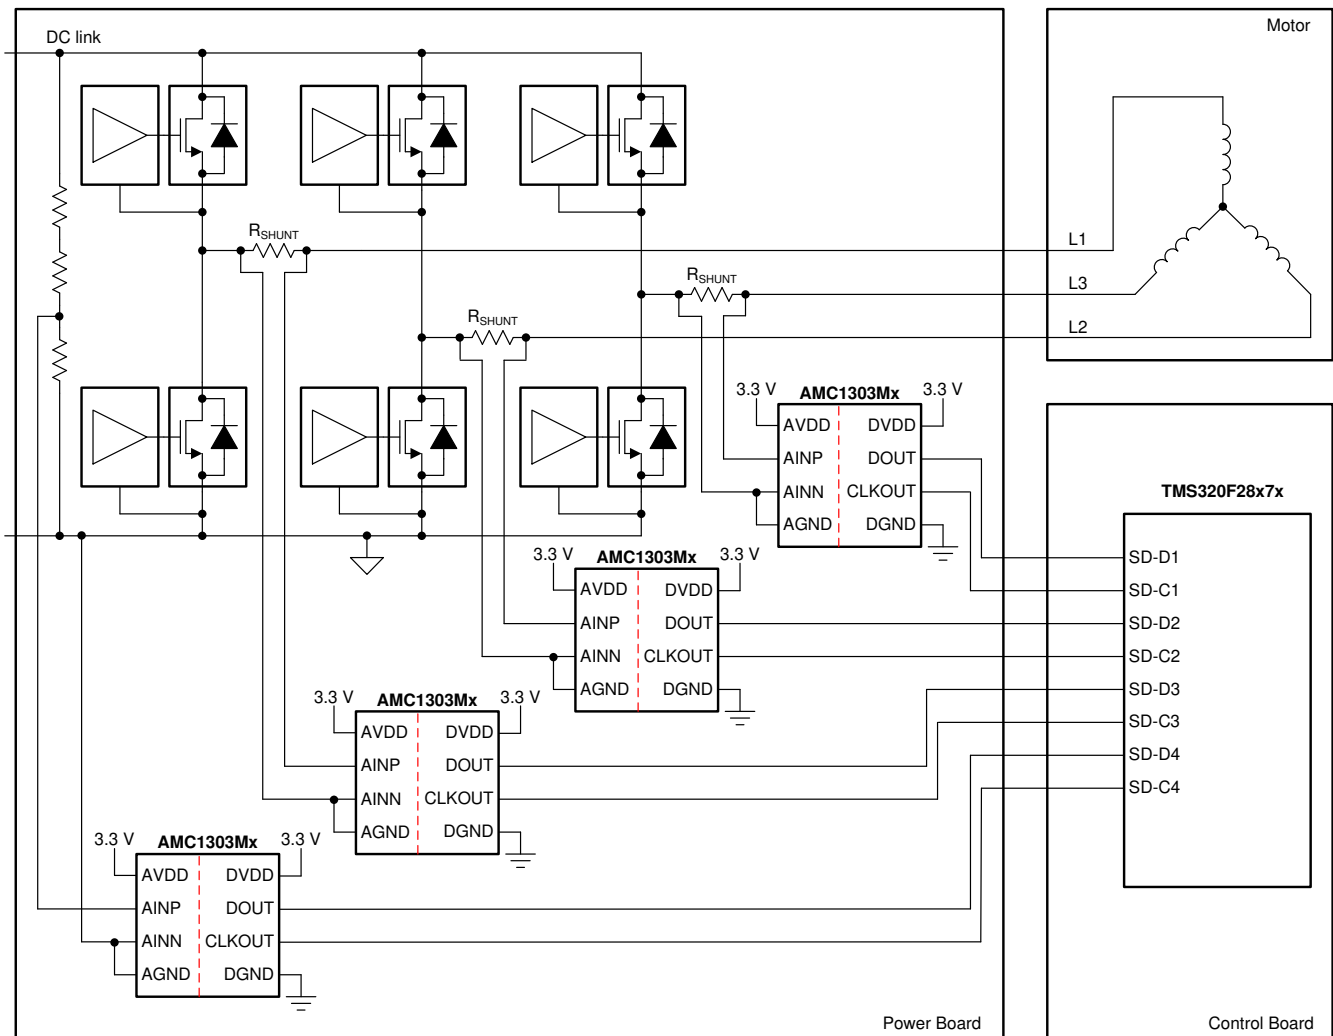 DC link
Motor
R_SHUNT
L1
R_SHUNT
L3
R_SHUNT
L2
3.3 V
AMC1303Mx
3.3 V
AVDD
DVDD
AINP
DOUT
AINN
CLKOUT
AGND
DGND
TMS320F28x7x
SD-D1
SD-C1
SD-D2
SD-C2
SD-D3
SD-C3
SD-D4
SD-C4
3.3 V
AMC1303Mx
3.3 V
AVDD
DVDD
AINP
DOUT
AINN
CLKOUT
AGND
DGND
3.3 V
AMC1303Mx
3.3 V
AVDD
DVDD
AINP
DOUT
AINN
CLKOUT
AGND
DGND
3.3 V
AMC1303Mx
3.3 V
AVDD
DVDD
AINP
DOUT
AINN
CLKOUT
AGND
DGND
Power Board
Control Board